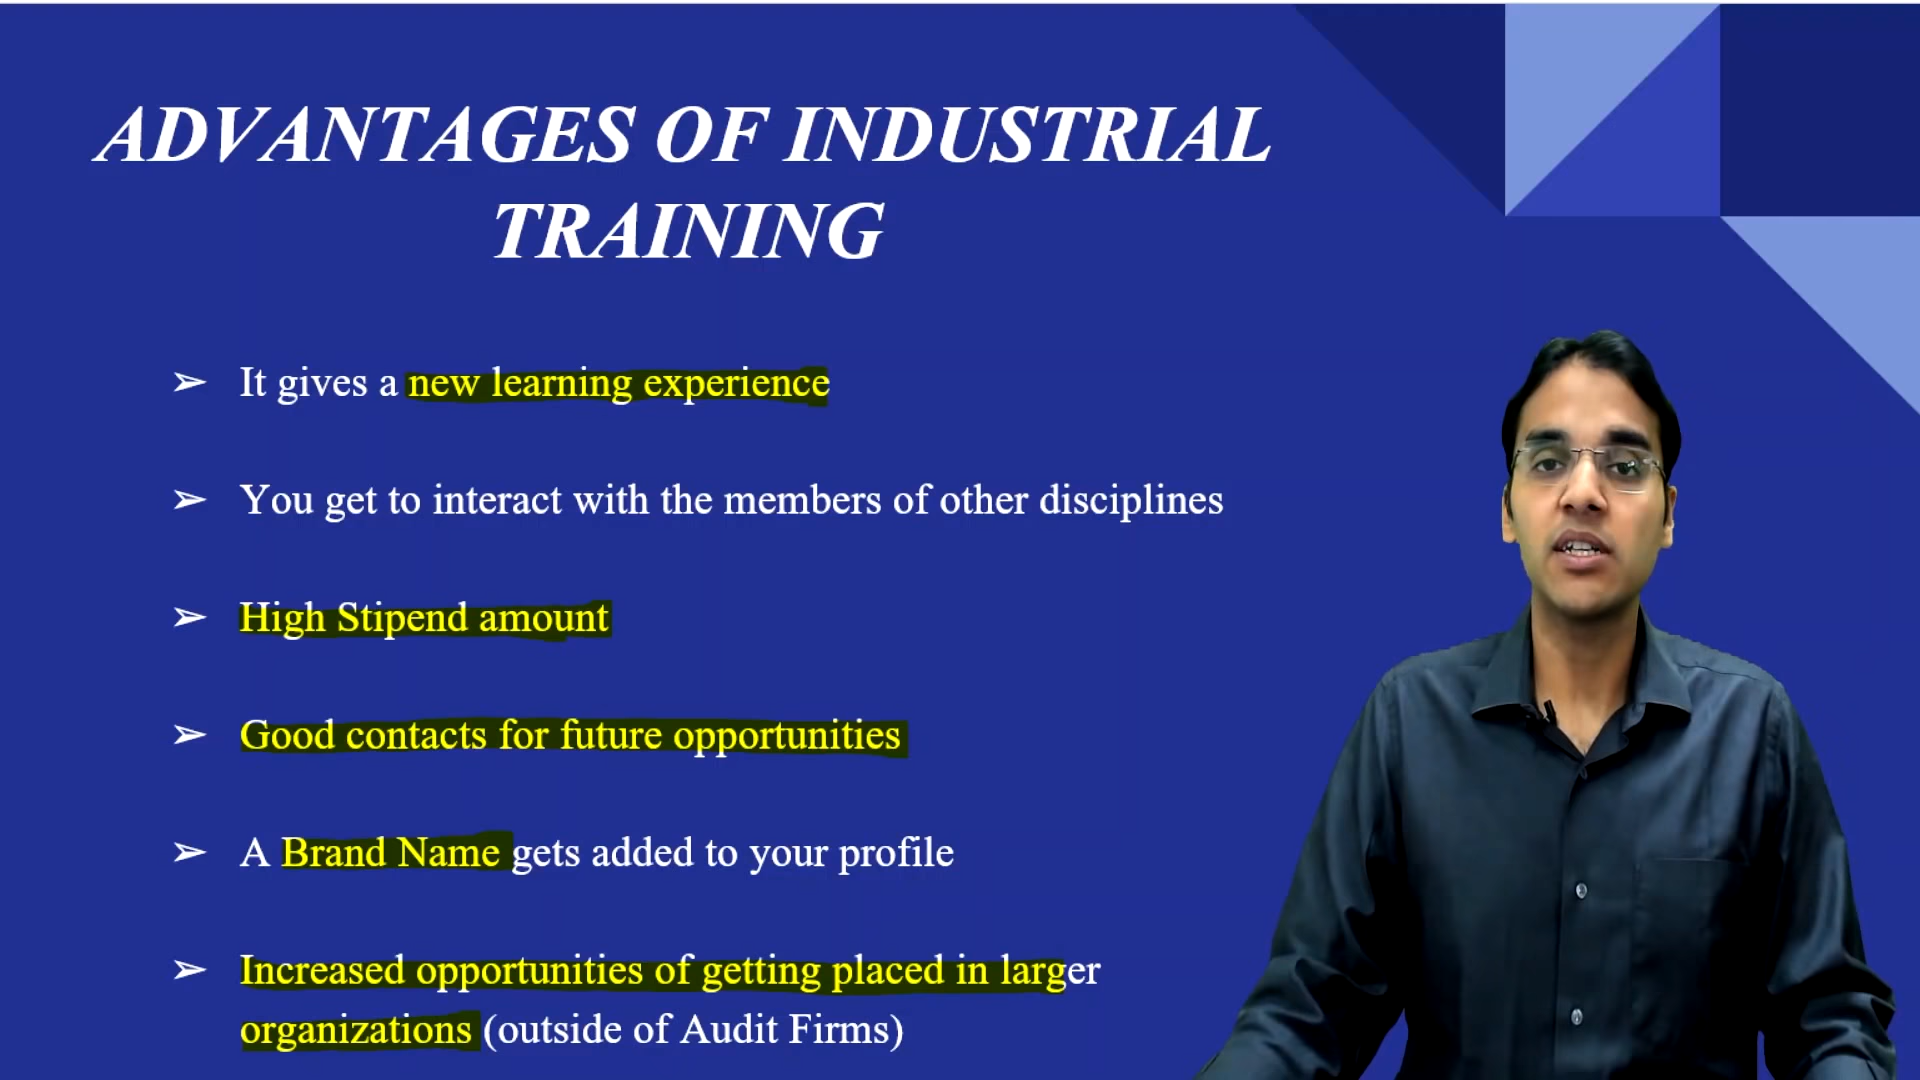 ADVANTAGES OF INDUSTRIAL
TRAINING
➢ It gives a new learning experience
➢ You get to interact with the members of other disciplines
➢ High Stipend amount
➢ Good contacts for future opportunities
➢ A Brand Name gets added to your profile
➢ Increased opportunities of getting placed in larger
organizations (outside of Audit Firms)